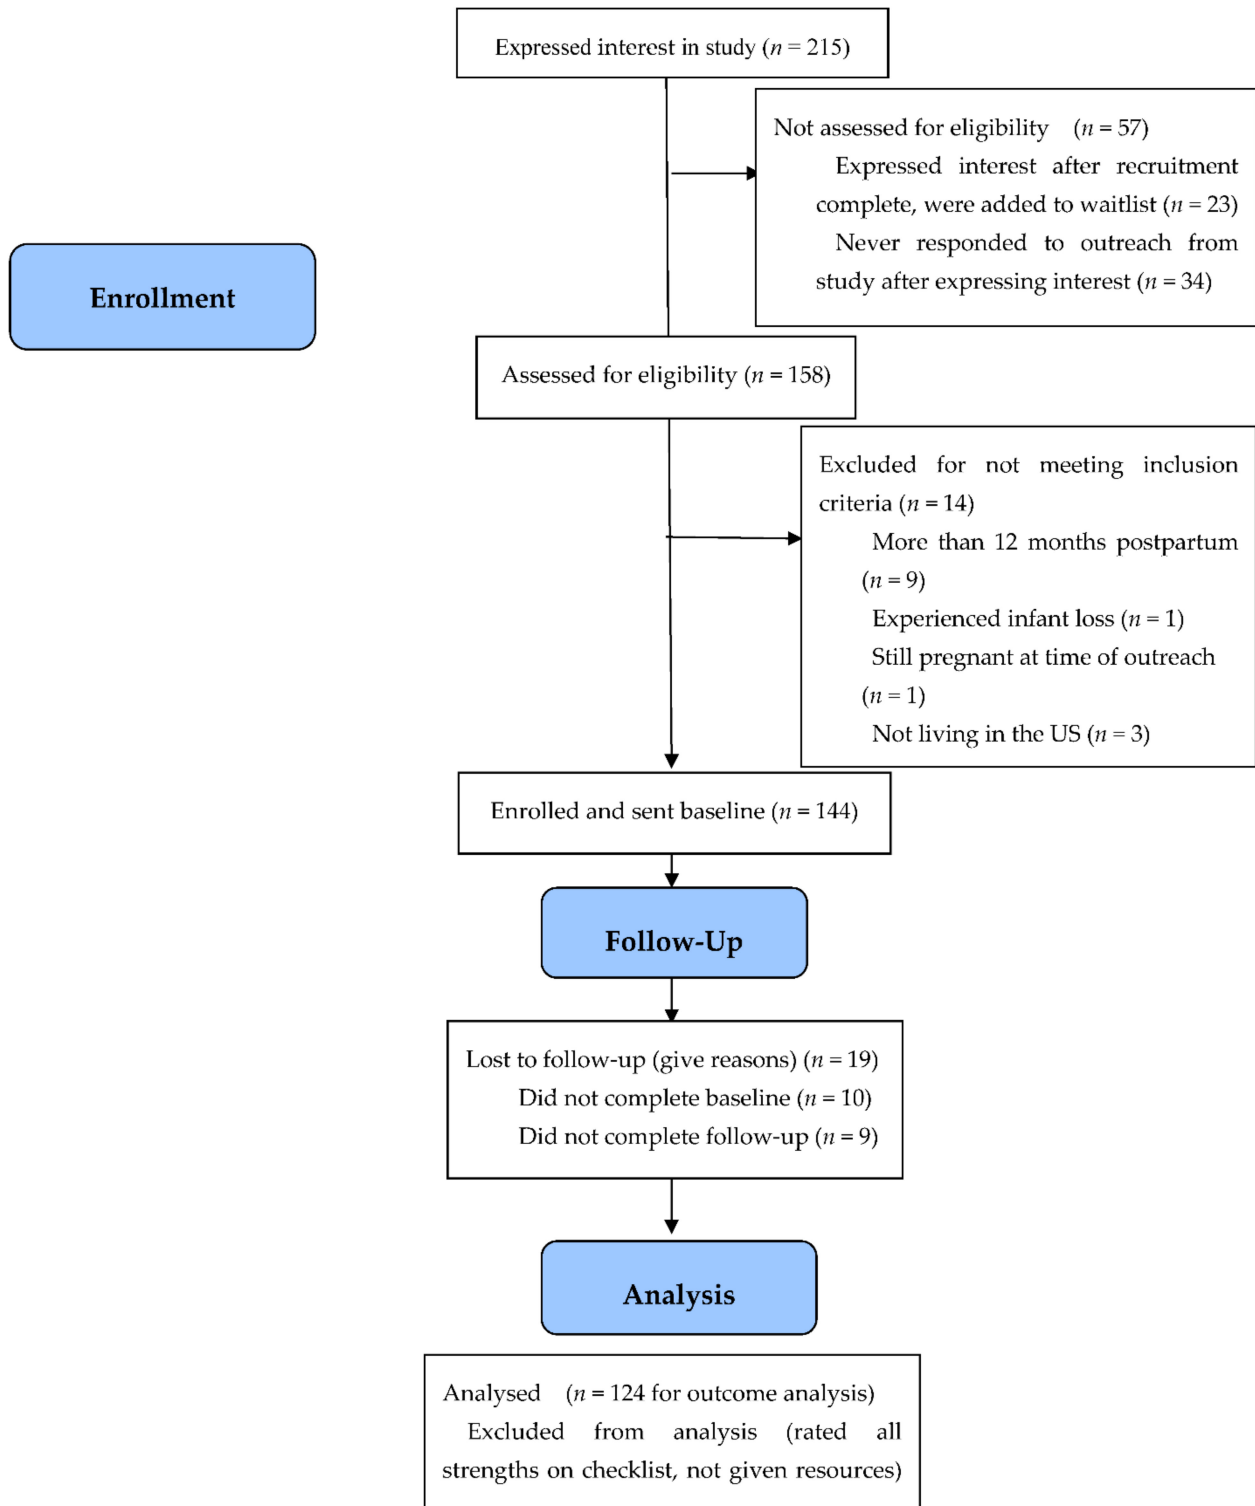 Expressed interest in study (n = 215)
Not assessed for eligibility (n = 57)
Expressed interest after recruitment
complete, were added to waitlist (n = 23)
Never responded to outreach from
study after expressing interest (n = 34)
Enrollment
Assessed for eligibility (n = 158)
Excluded for not meeting inclusion
criteria (n = 14)
More than 12 months postpartum
(n = 9)
Experienced infant loss (n = 1)
Still pregnant at time of outreach
(n = 1)
Not living in the US (n = 3)
Enrolled and sent baseline (n = 144)
Follow-Up
Lost to follow-up (give reasons) (n = 19)
Did not complete baseline (n = 10)
Did not complete follow-up (n = 9)
Analysis
Analysed (n = 124 for outcome analysis)
Excluded from analysis (rated all
strengths on checklist, not given resources)